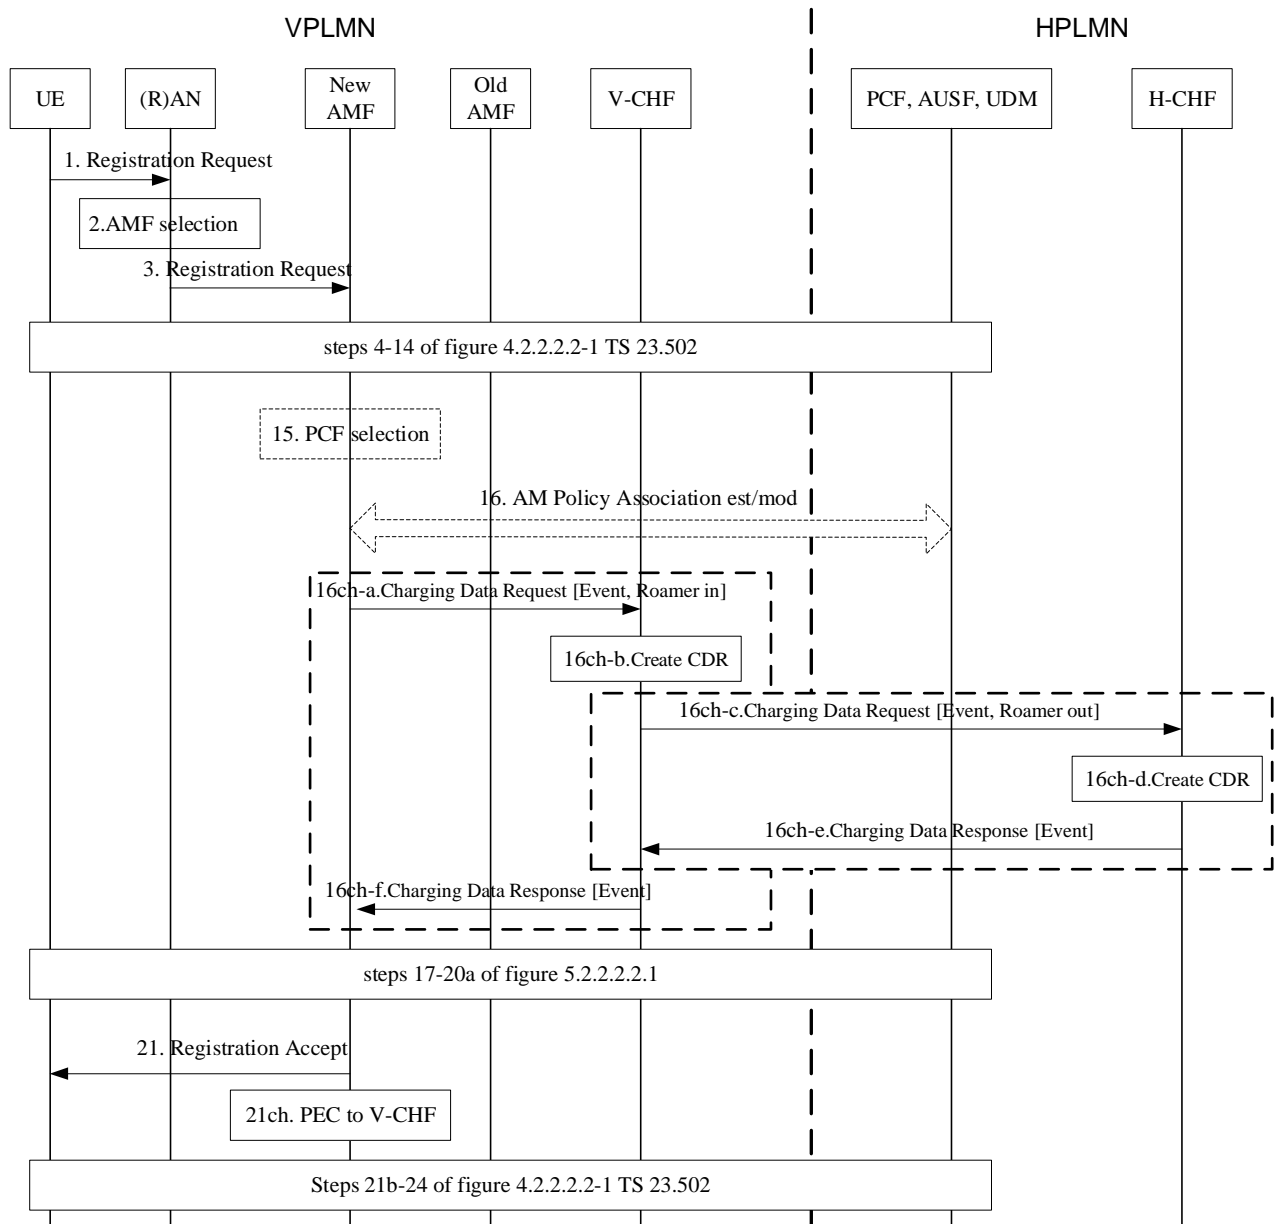 VPLMN
HPLMN
UE
(R)AN
New
AMF
Old
AMF
V-CHF
PCF, AUSF, UDM
H-CHF
1. Registration Request
2.AMF selection
3. Registration Request
steps 4-14 of figure 4.2.2.2.2-1 TS 23.502
15. PCF selection
16. AM Policy Association est/mod
16ch-a.Charging Data Request [Event, Roamer in]
16ch-b.Create CDR
16ch-c.Charging Data Request [Event, Roamer out]
16ch-d.Create CDR
16ch-e.Charging Data Response [Event]
16ch-f.Charging Data Response [Event]
steps 17-20a of figure 5.2.2.2.2.1
21. Registration Accept
21ch. PEC to V-CHF
Steps 21b-24 of figure 4.2.2.2.2-1 TS 23.502